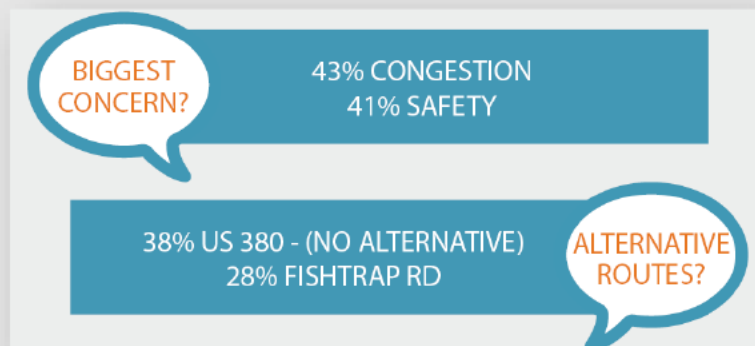 BIGGEST
CONCERN?
43% CONGESTION
41% SAFETY
38% US 380 - (NO ALTERNATIVE)
28% FISHTRAP RD
ALTERNATIVE
ROUTES?